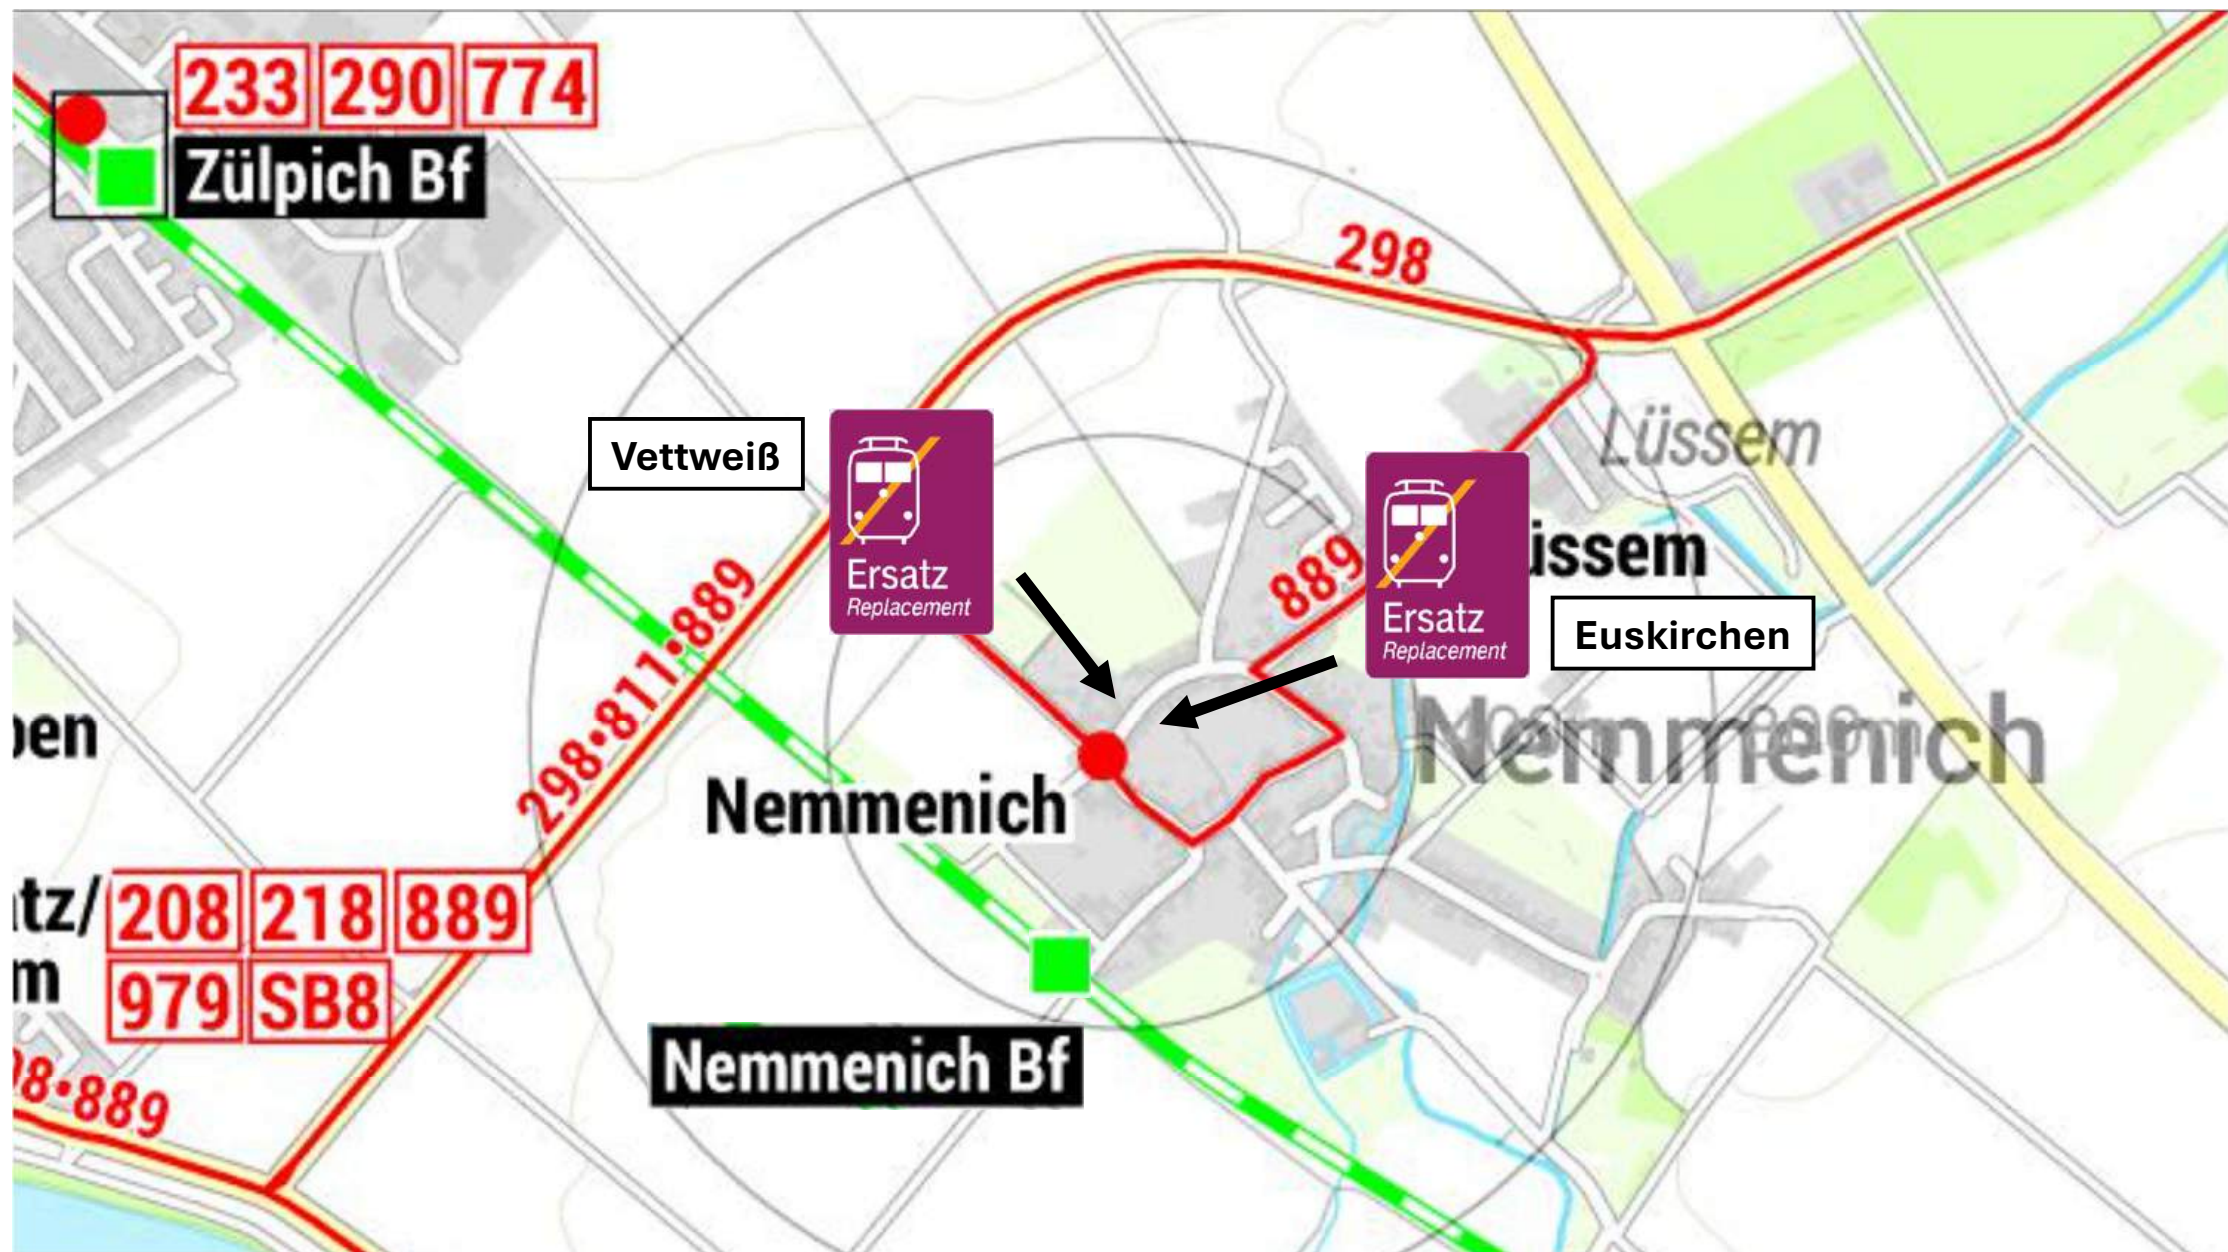 233 290 774
Zülpich Bf
298
Vettweiß
Ersatz
Replacement
Lüssem
889
Ersatz
Replacement
üssem
Euskirchen
298•811•889
Nemmenich
Nemmenich
208 218 889
979 SB8
tz/
m
Nemmenich Bf
8•889